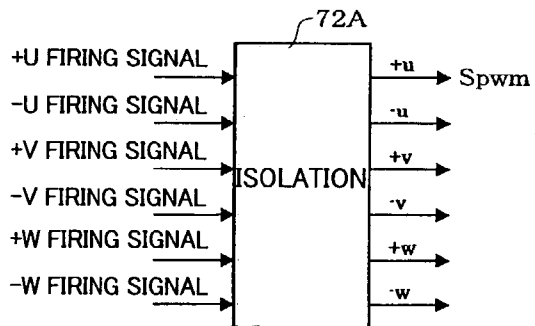 72A
+U FIRING SIGNAL
+u
Spwm
-U FIRING SIGNAL
-u
+V FIRING SIGNAL
+v
ISOLATION
-V FIRING SIGNAL
-v
+W FIRING SIGNAL
+w
-W FIRING SIGNAL
-w